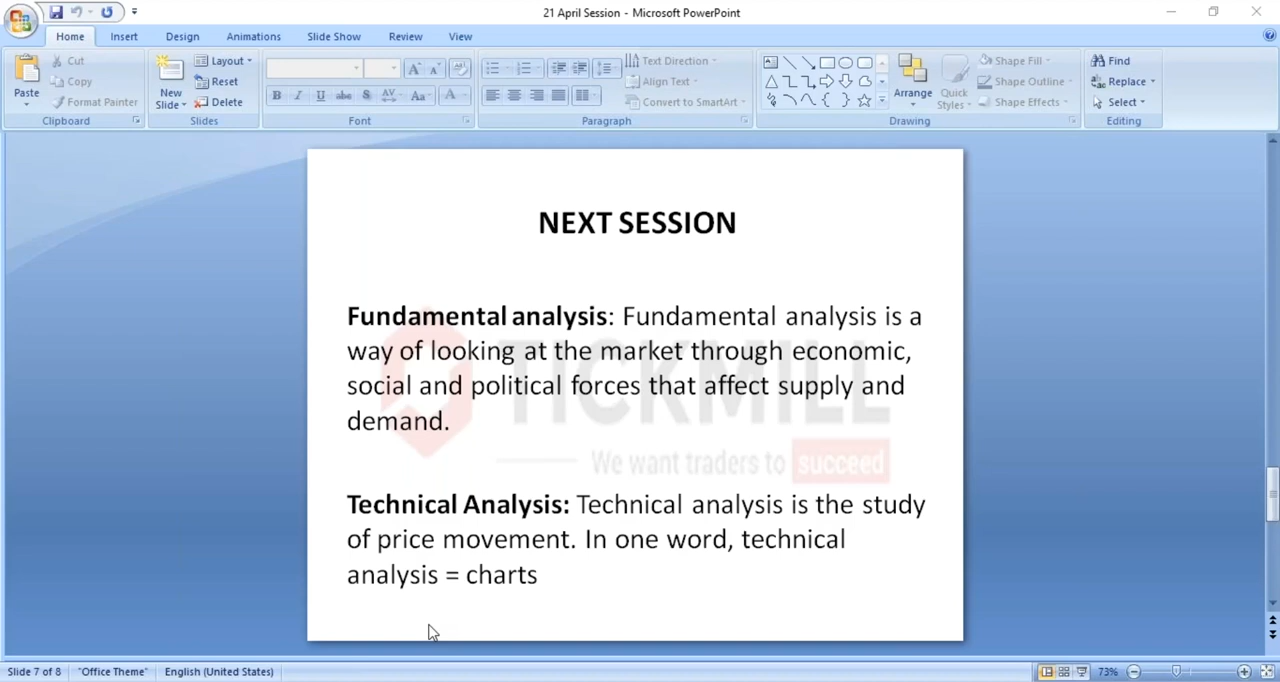 21 April Session - Microsoft PowerPoint
Home Insert Design Animations Slide Show Review View
Cut
Copy
Format Painter
Paste
Clipboard
New
Slide
Layout
Reset
Delete
Slides
B I U abc S AV Aa A
Font
Text Direction
Align Text
Convert to SmartArt
Paragraph
Arrange
Quick
Styles
Shape Fill
Shape Outline
Shape Effects
Drawing
Find
Replace
Select
Editing
NEXT SESSION
Fundamental analysis: Fundamental analysis is a
way of looking at the market through economic,
social and political forces that affect supply and
demand.
TICKMILL
We want traders to succeed
Technical Analysis: Technical analysis is the study
of price movement. In one word, technical
analysis = charts
Slide 7 of 8 "Office Theme" English (United States) 73%